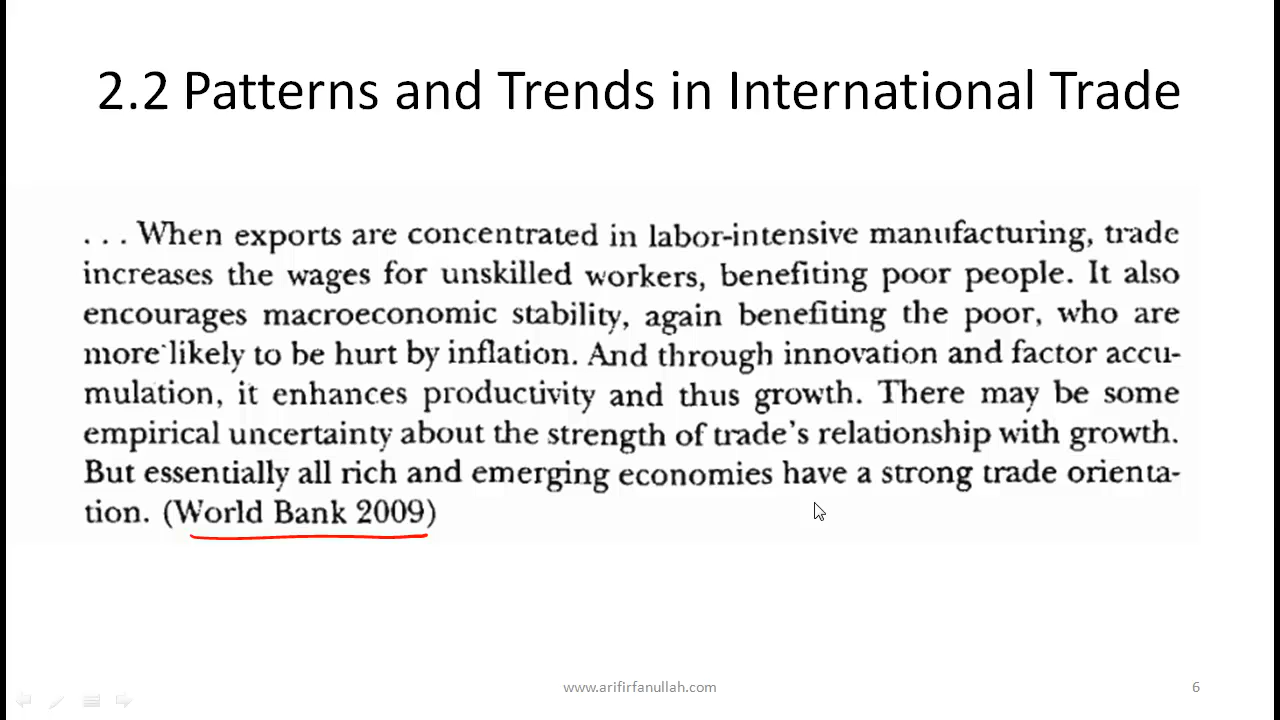 2.2 Patterns and Trends in International Trade
. . . When exports are concentrated in labor-intensive manufacturing, trade
increases the wages for unskilled workers, benefiting poor people. It also
encourages macroeconomic stability, again benefiting the poor, who are
more likely to be hurt by inflation. And through innovation and factor accu-
mulation, it enhances productivity and thus growth. There may be some
empirical uncertainty about the strength of trade's relationship with growth.
But essentially all rich and emerging economies have a strong trade orienta-
tion. (World Bank 2009)
www.arifirfanullah.com
6